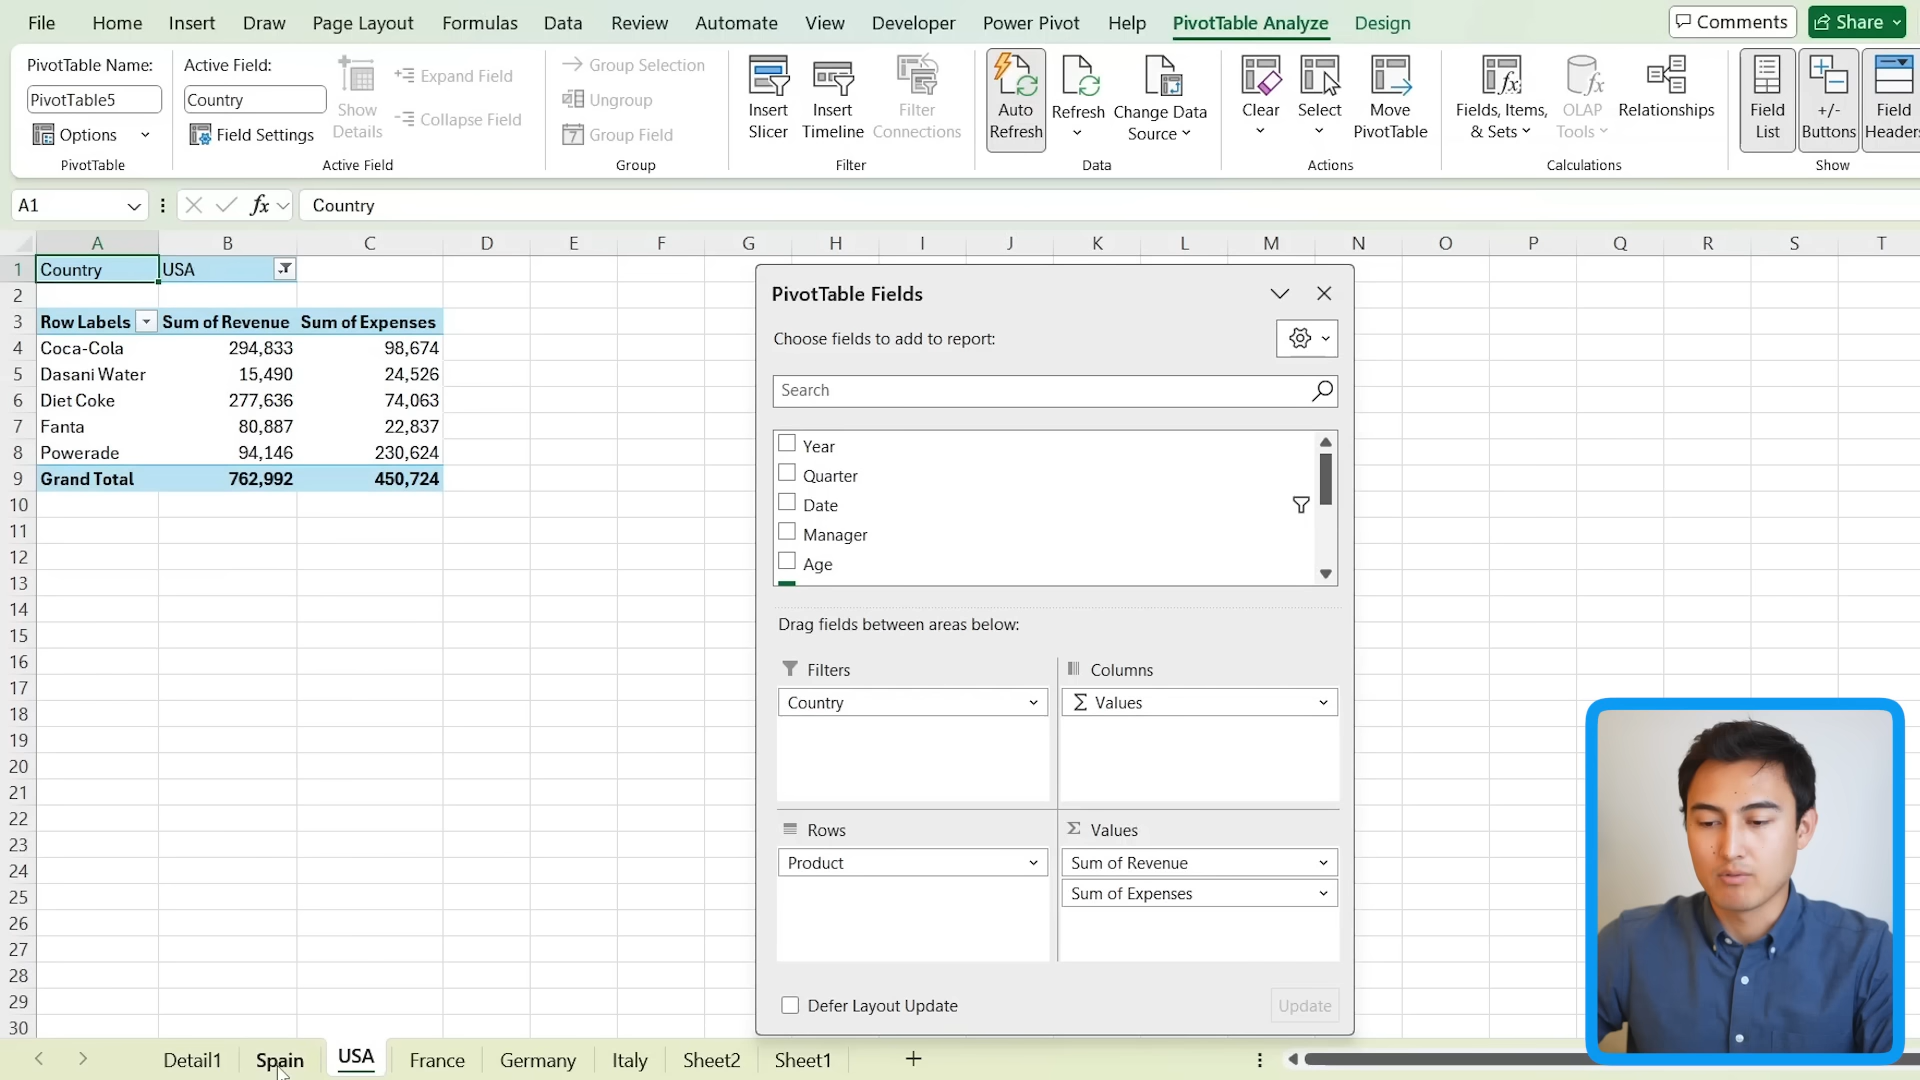 File Home Insert Draw Page Layout Formulas Data Review Automate View Developer Power Pivot Help PivotTable Analyze Design Comments Share
PivotTable Name:
PivotTable5
Options
PivotTable
Active Field:
Country
Field Settings
Show Details
Expand Field
Collapse Field
Active Field
Group Selection
Ungroup
7 Group Field
Group
Insert Slicer
Insert Timeline
Filter Connections
Filter
Auto Refresh
Refresh
Change Data Source
Data
Clear
Select
Move PivotTable
Actions
Fields, Items, & Sets
OLAP Tools
Relationships
Calculations
Field List
+/- Buttons
Field Headers
Show
A1 fx Country
A B C D E F G H I J K L M N O P Q R S T
1 Country USA
2
3 Row Labels Sum of Revenue Sum of Expenses
4 Coca-Cola 294,833 98,674
5 Dasani Water 15,490 24,526
6 Diet Coke 277,636 74,063
7 Fanta 80,887 22,837
8 Powerade 94,146 230,624
9 Grand Total 762,992 450,724
10
11
12
13
14
15
16
17
18
19
20
21
22
23
24
25
26
27
28
29
30
PivotTable Fields
Choose fields to add to report:
Search
Year
Quarter
Date
Manager
Age
Drag fields between areas below:
Filters
Country
Columns
Σ Values
Rows
Product
Σ Values
Sum of Revenue
Sum of Expenses
Defer Layout Update Update
Detail1 Spain USA France Germany Italy Sheet2 Sheet1 +